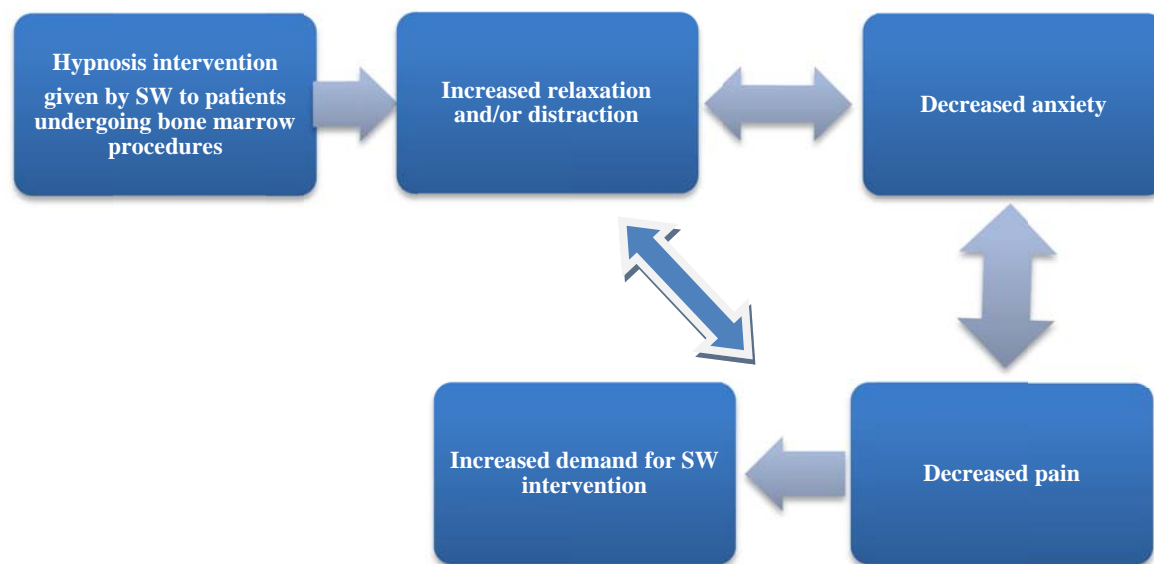 Hypnosis intervention
given by SW to patients
undergoing bone marrow
procedures
Increased relaxation
and/or distraction
Decreased anxiety
Increased demand for SW
intervention
Decreased pain